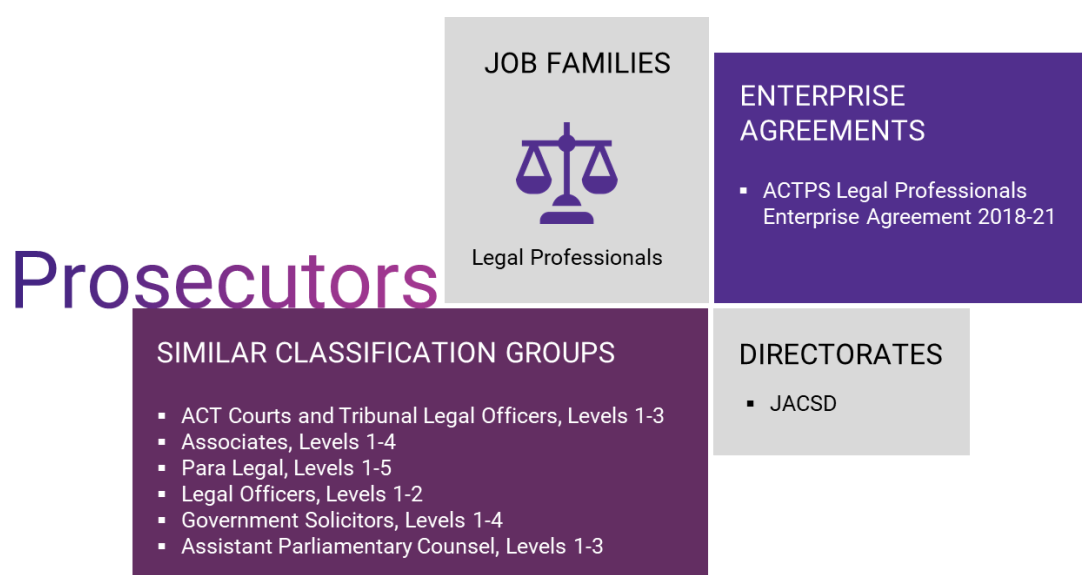 Prosecutors
JOB FAMILIES
Legal Professionals
ENTERPRISE
AGREEMENTS
▪ ACTPS Legal Professionals
Enterprise Agreement 2018-21
SIMILAR CLASSIFICATION GROUPS
▪ ACT Courts and Tribunal Legal Officers, Levels 1-3
▪ Associates, Levels 1-4
▪ Para Legal, Levels 1-5
▪ Legal Officers, Levels 1-2
▪ Government Solicitors, Levels 1-4
▪ Assistant Parliamentary Counsel, Levels 1-3
DIRECTORATES
▪ JACSD